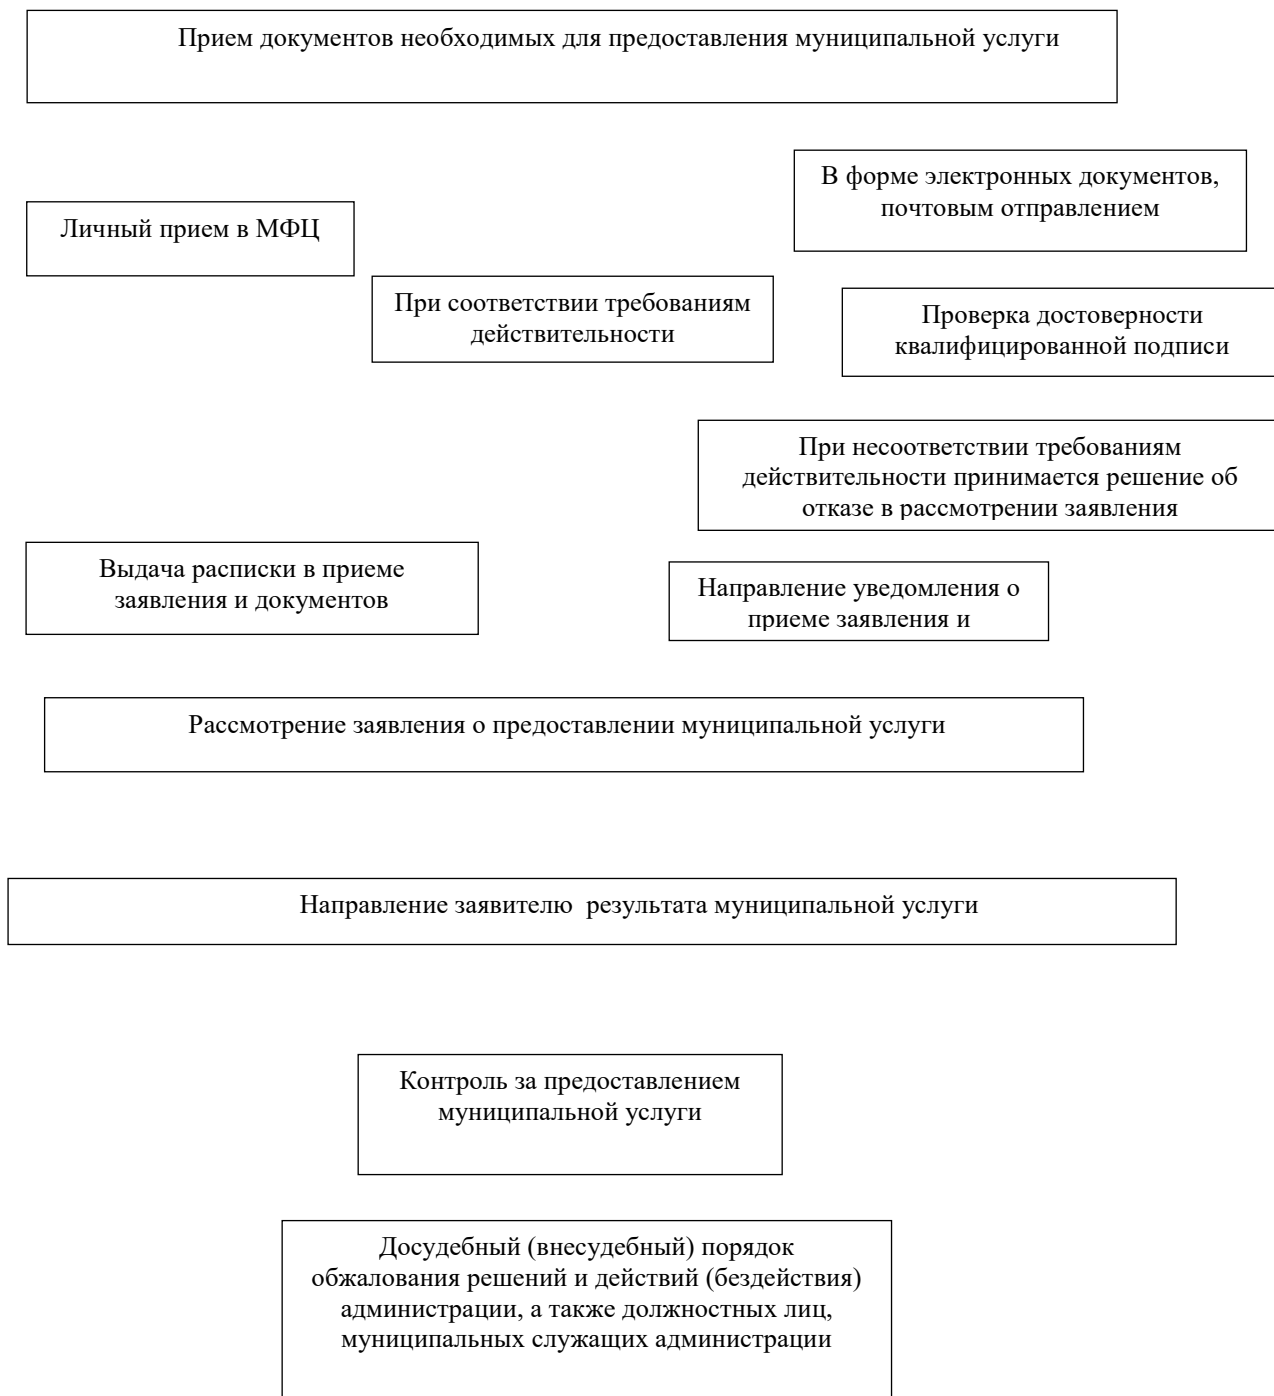 Прием документов необходимых для предоставления муниципальной услуги
В форме электронных документов,
почтовым отправлением
Личный прием в МФЦ
При соответствии требованиям
действительности
Проверка достоверности
квалифицированной подписи
При несоответствии требованиям
действительности принимается решение об
отказе в рассмотрении заявления
Выдача расписки в приеме
заявления и документов
Направление уведомления о
приеме заявления и
Рассмотрение заявления о предоставлении муниципальной услуги
Направление заявителю результата муниципальной услуги
Контроль за предоставлением
муниципальной услуги
Досудебный (внесудебный) порядок
обжалования решений и действий (бездействия)
администрации, а также должностных лиц,
муниципальных служащих администрации